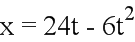 x = 24t - 6t²